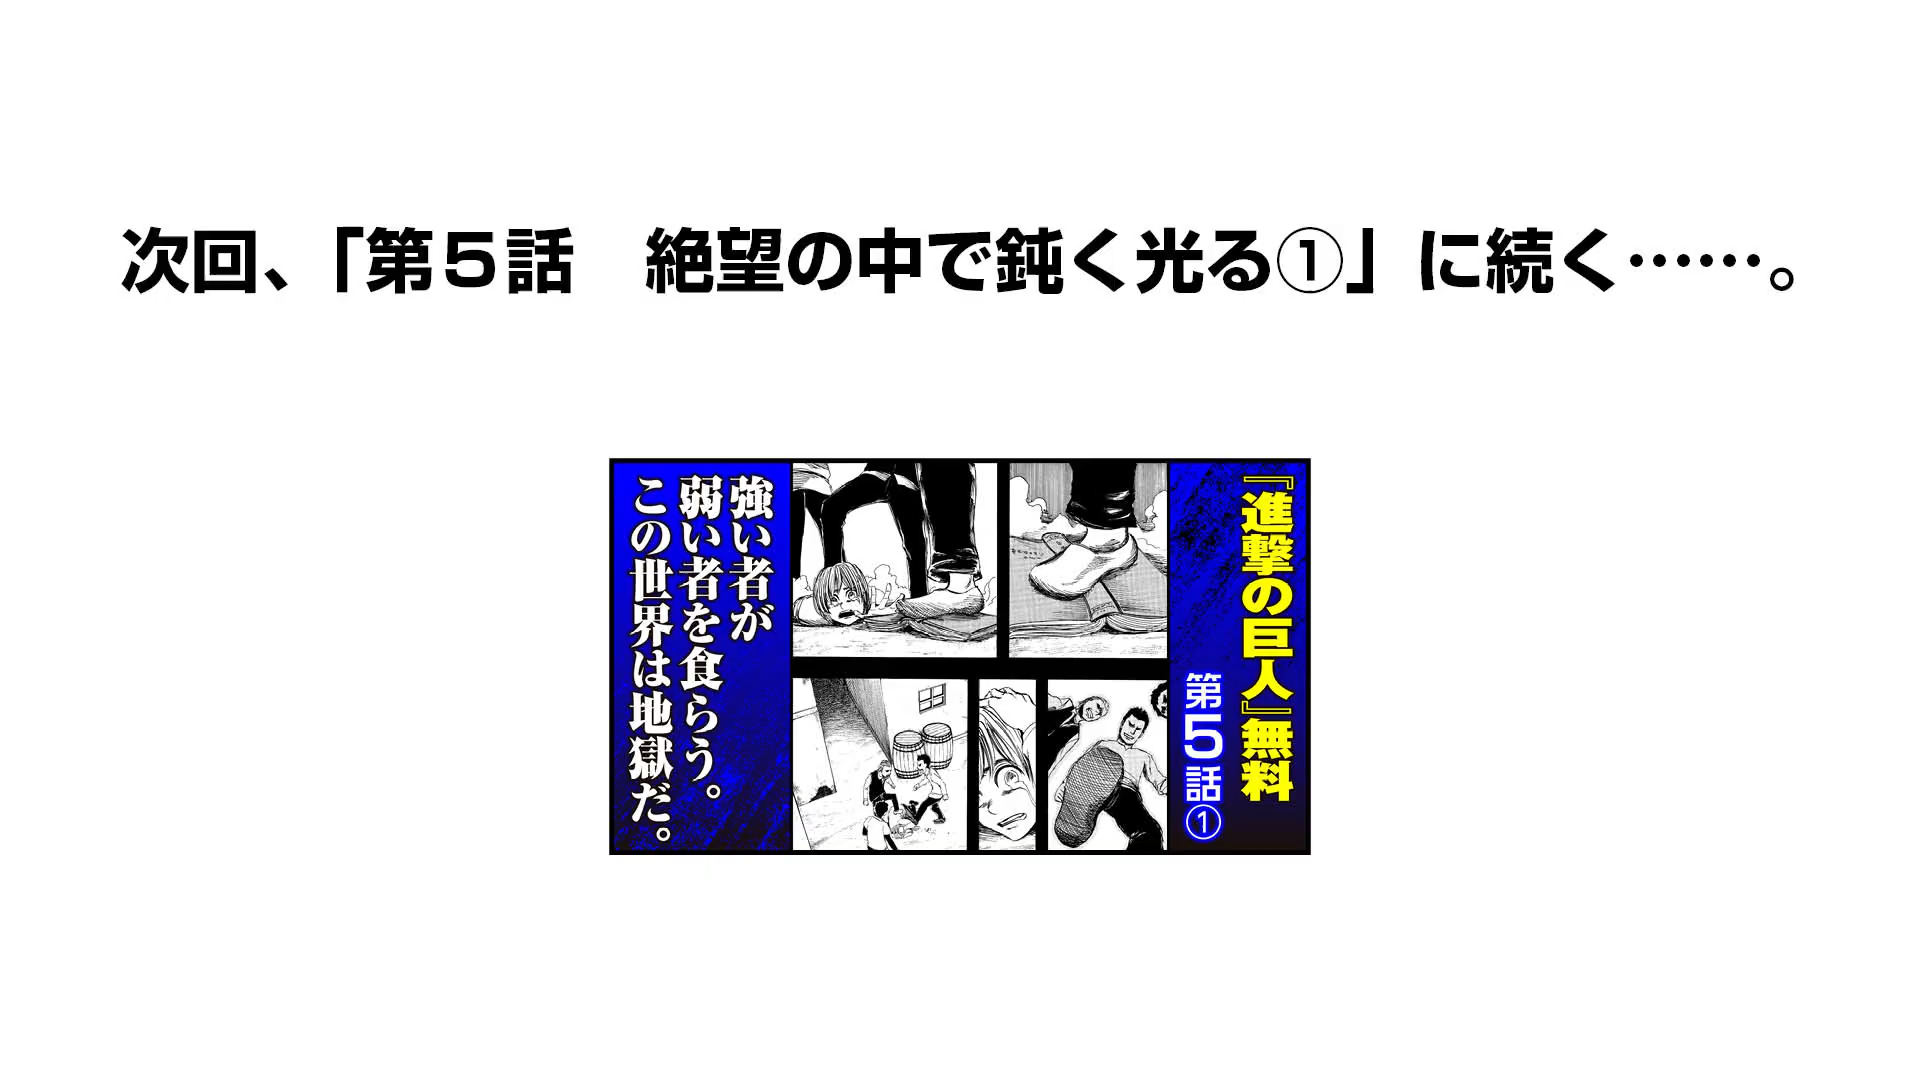 次回、「第５話　絶望の中で鈍く光る①」に続く……。
『進撃の巨人』無料
第5話①
強い者が
弱い者を食らう。
この世界は地獄だ。